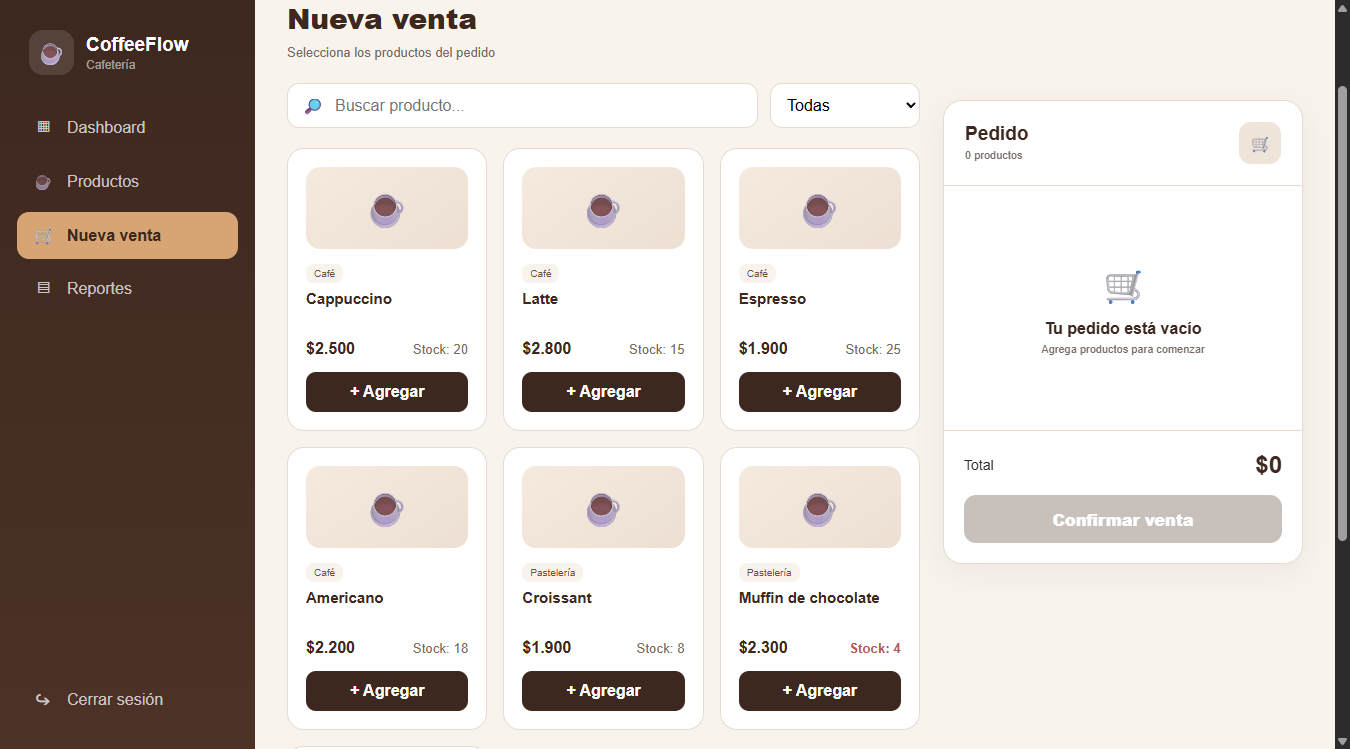 CoffeeFlow
Cafetería
Dashboard
Productos
Nueva venta
Reportes
Cerrar sesión
Nueva venta
Selecciona los productos del pedido
Buscar producto...
Todas
Café
Cappuccino
$2.500
Stock: 20
+ Agregar
Café
Latte
$2.800
Stock: 15
+ Agregar
Café
Espresso
$1.900
Stock: 25
+ Agregar
Café
Americano
$2.200
Stock: 18
+ Agregar
Pastelería
Croissant
$1.900
Stock: 8
+ Agregar
Pastelería
Muffin de chocolate
$2.300
Stock: 4
+ Agregar
Pedido
0 productos
Tu pedido está vacío
Agrega productos para comenzar
Total
$0
Confirmar venta